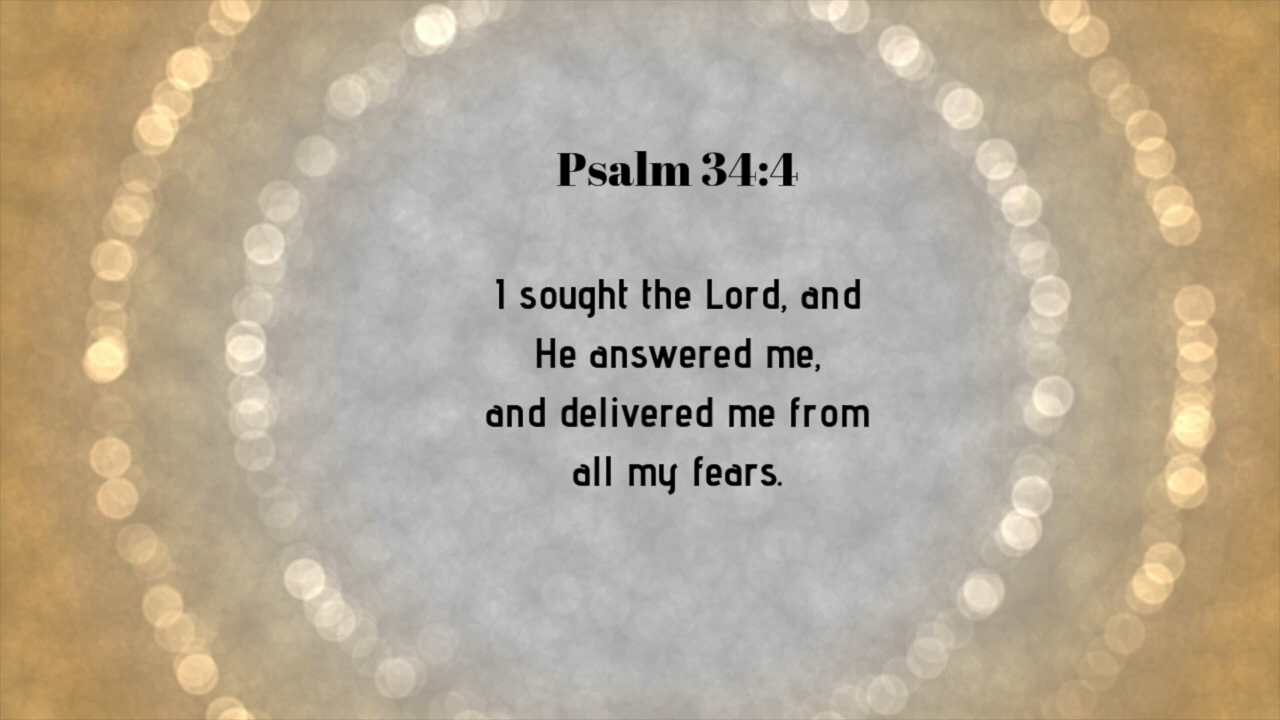 Psalm 34:4
I sought the Lord, and
He answered me,
and delivered me from
all my fears.